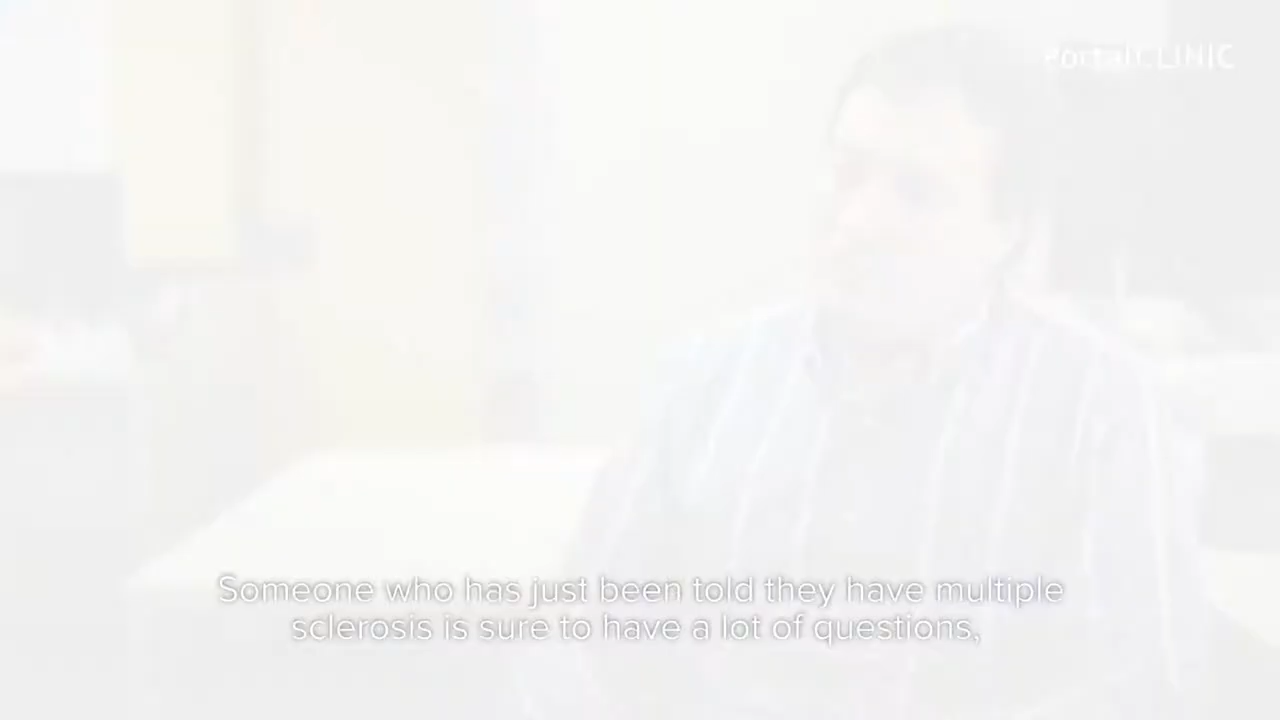 PortalCLINIC
Someone who has just been told they have multiple
sclerosis is sure to have a lot of questions,